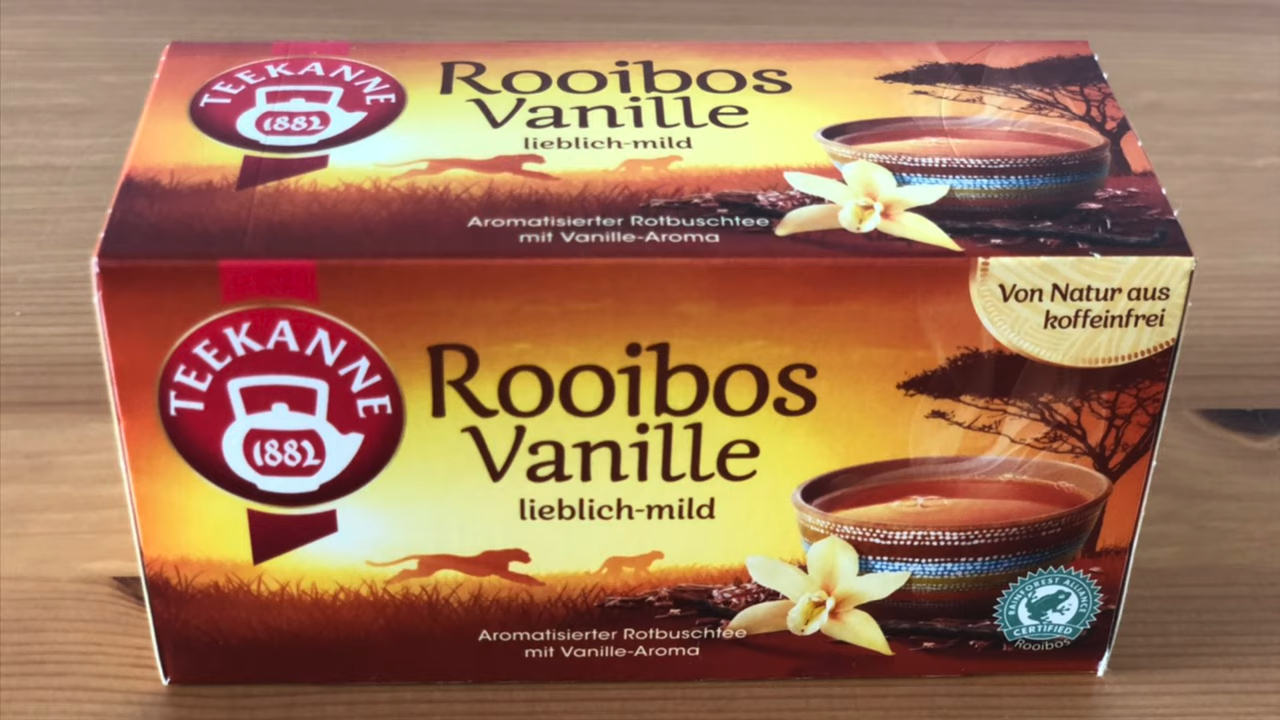 TEEKANNE
1882
Rooibos
Vanille
lieblich-mild
Aromatisierter Rotbuschtee
mit Vanille-Aroma
Von Natur aus
koffeinfrei
TEEKANNE
1882
Rooibos
Vanille
lieblich-mild
Aromatisierter Rotbuschtee
mit Vanille-Aroma
RAINFOREST ALLIANCE
CERTIFIED
Rooibos